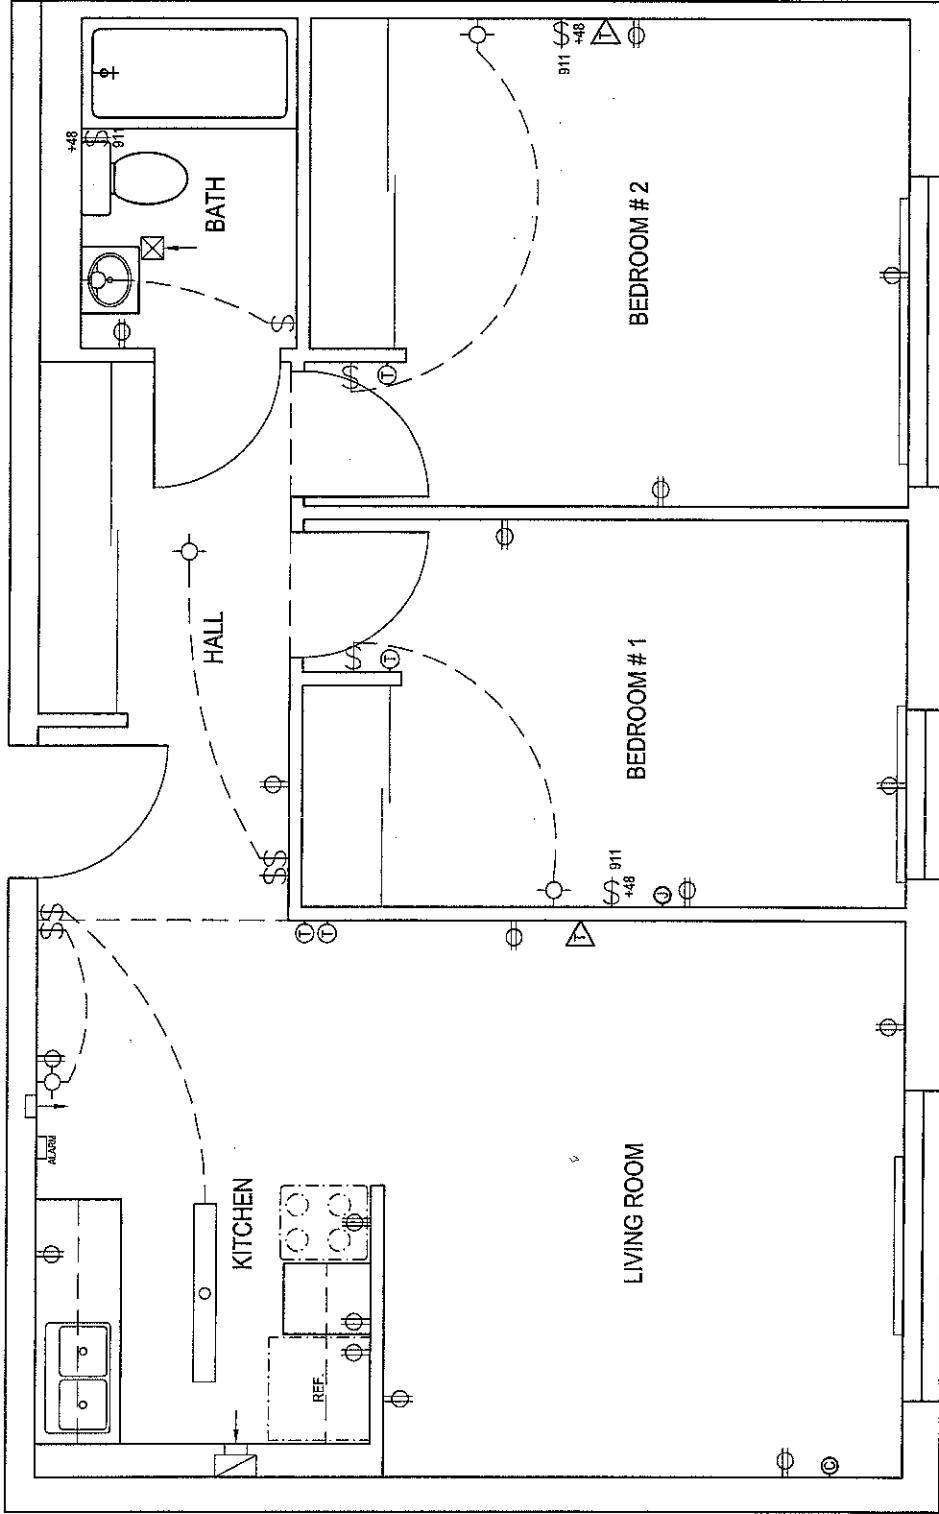 +48
911
BATH
911
+48
T
BEDROOM # 2
T
HALL
T
BEDROOM # 1
911
+48
J
T
T
T
ALARM
KITCHEN
REF.
LIVING ROOM
C